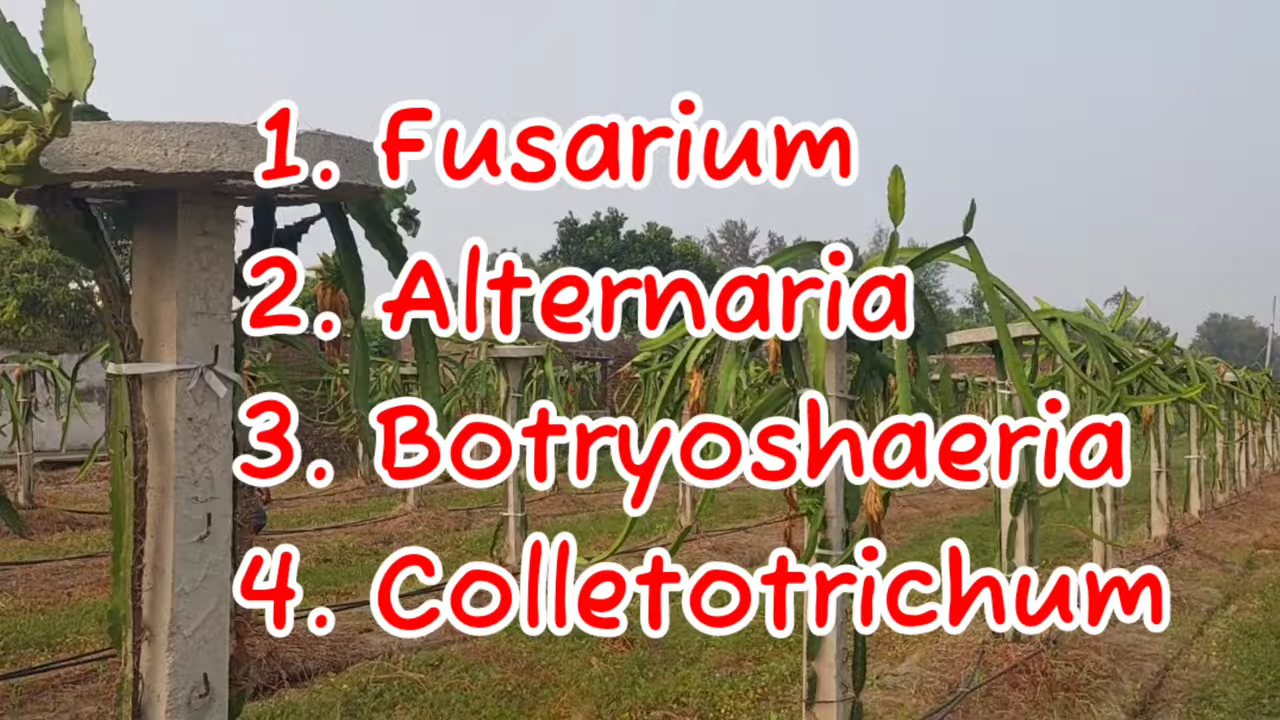 1. Fusarium
2. Alternaria
3. Botryoshaeria
4. Colletotrichum